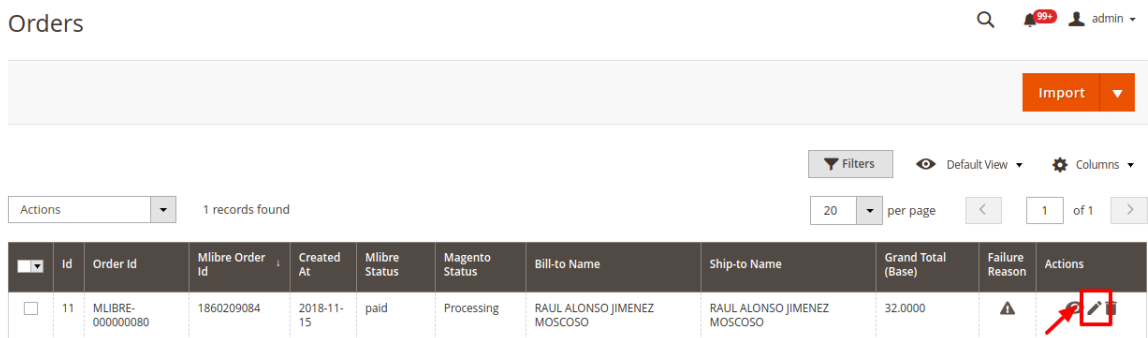 Orders
99+
admin
Import
Filters
Default View
Columns
Actions
1 records found
20
per page
1
of 1
Id
Order Id
Mlibre Order Id
Created At
Mlibre Status
Magento Status
Bill-to Name
Ship-to Name
Grand Total (Base)
Failure Reason
Actions
11
MLIBRE-
000000080
1860209084
2018-11-
15
paid
Processing
RAUL ALONSO JIMENEZ
MOSCOSO
RAUL ALONSO JIMENEZ
MOSCOSO
32.0000